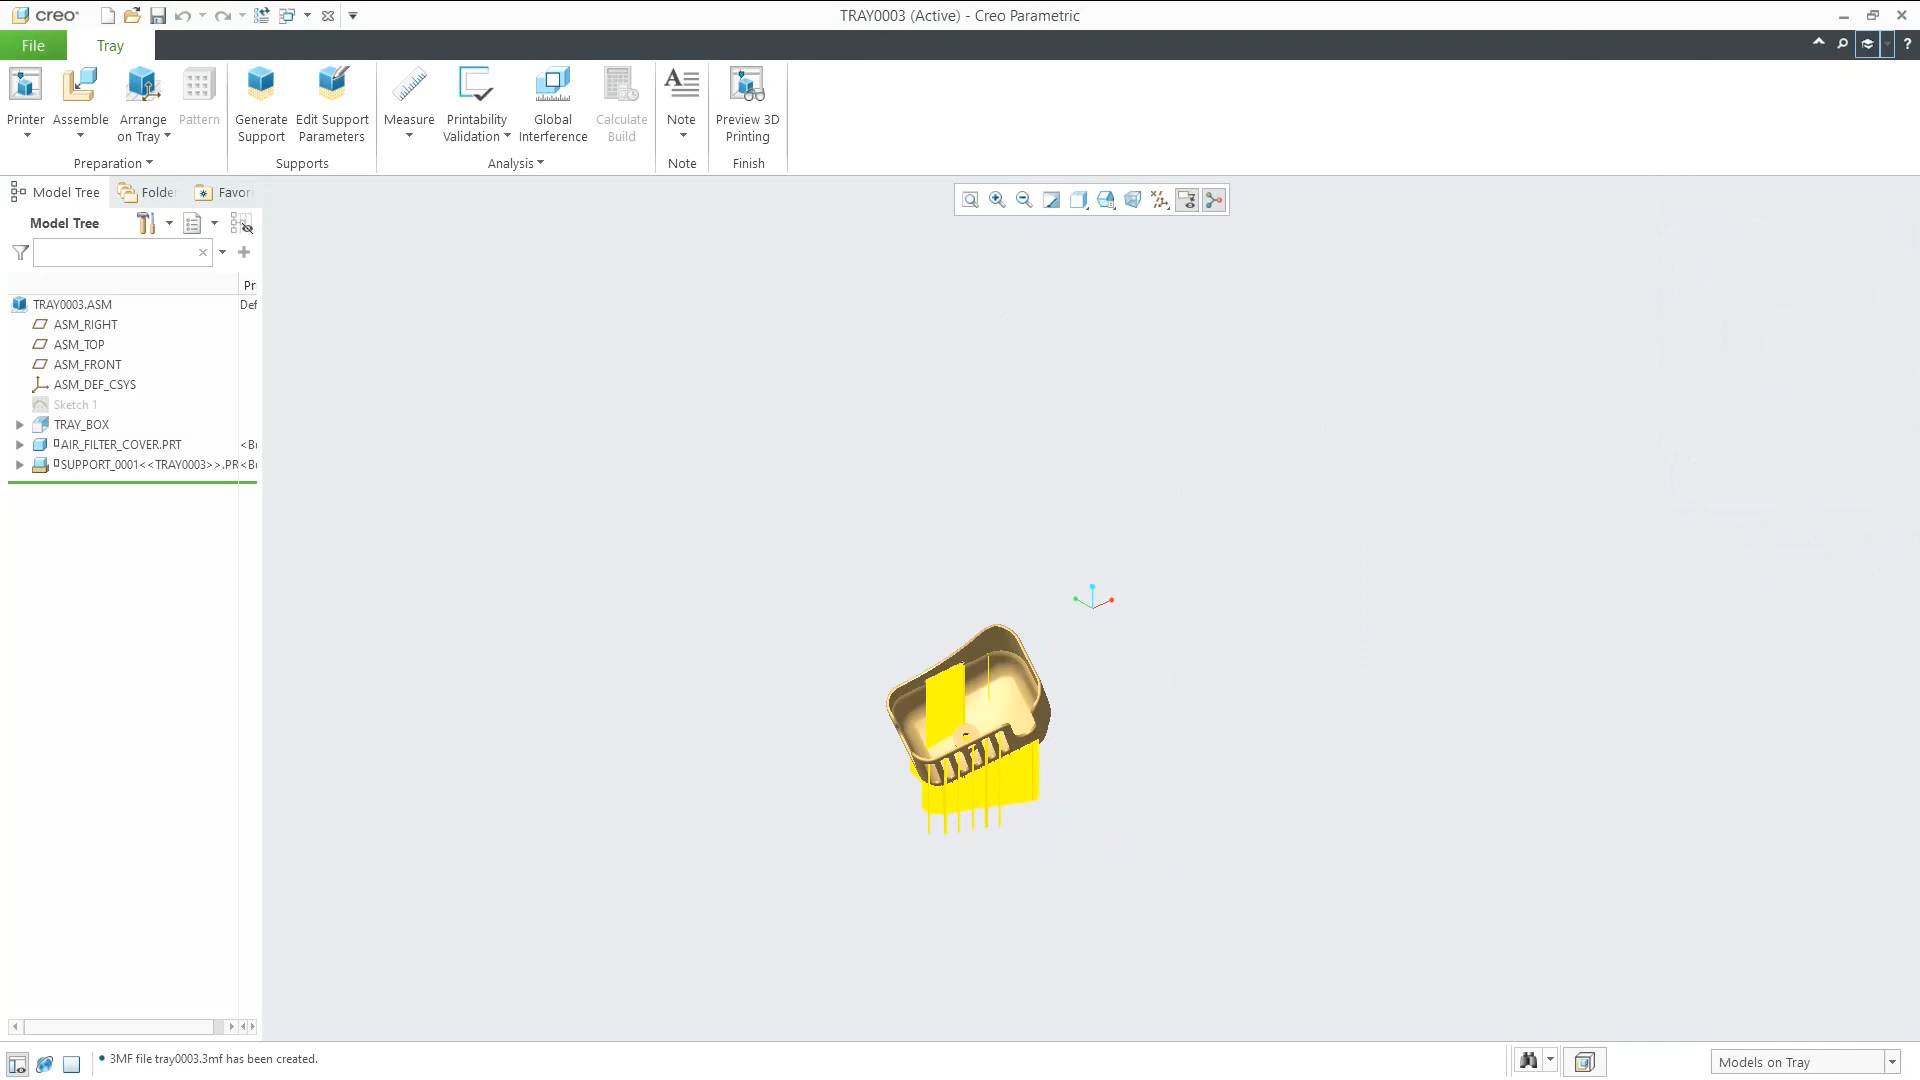 creo
TRAY0003 (Active) - Creo Parametric
File
Tray
?
Printer
Assemble
Arrange on Tray
Pattern
Generate Support
Edit Support Parameters
Measure
Printability Validation
Global Interference
Calculate Build
Note
Preview 3D Printing
Preparation
Supports
Analysis
Note
Finish
Model Tree
Folde
Favor
Model Tree
Pr
TRAY0003.ASM
Def
ASM_RIGHT
ASM_TOP
ASM_FRONT
ASM_DEF_CSYS
Sketch 1
TRAY_BOX
AIR_FILTER_COVER.PRT
<B
SUPPORT_0001<<TRAY0003>>.PR
<B
3MF file tray0003.3mf has been created.
Models on Tray